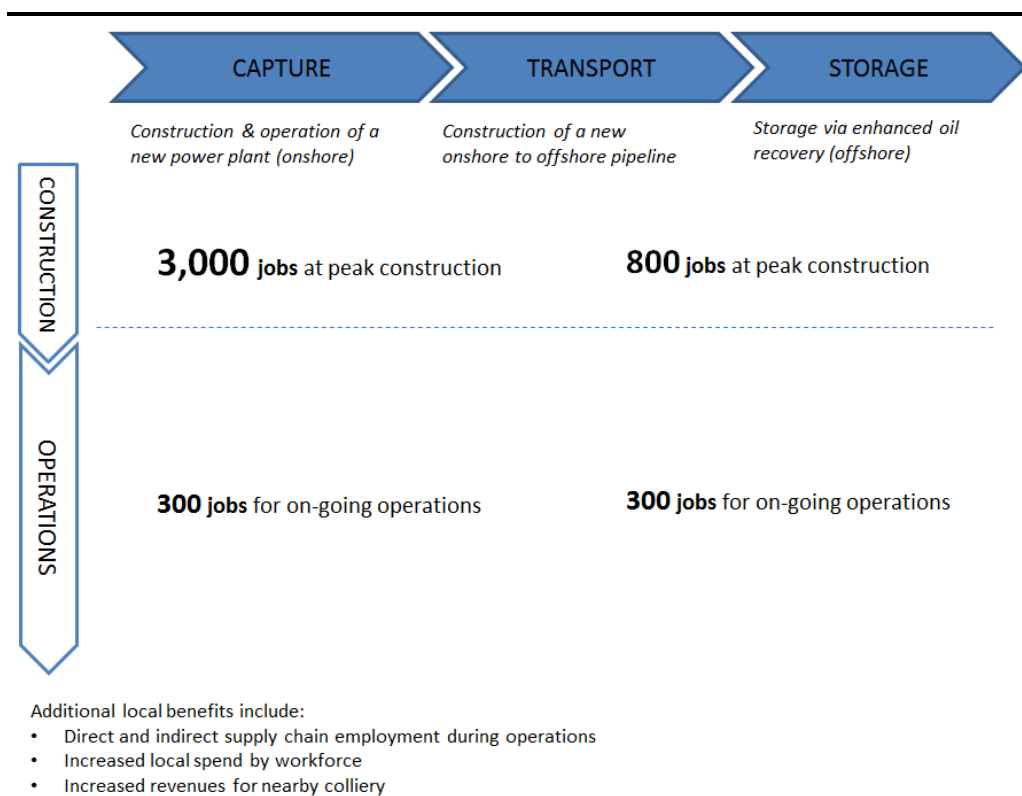 CAPTURE
TRANSPORT
STORAGE
Construction & operation of a
new power plant (onshore)
Construction of a new
onshore to offshore pipeline
Storage via enhanced oil
recovery (offshore)
CONSTRUCTION
3,000 jobs at peak construction
800 jobs at peak construction
OPERATIONS
300 jobs for on-going operations
300 jobs for on-going operations
Additional local benefits include:
• Direct and indirect supply chain employment during operations
• Increased local spend by workforce
• Increased revenues for nearby colliery